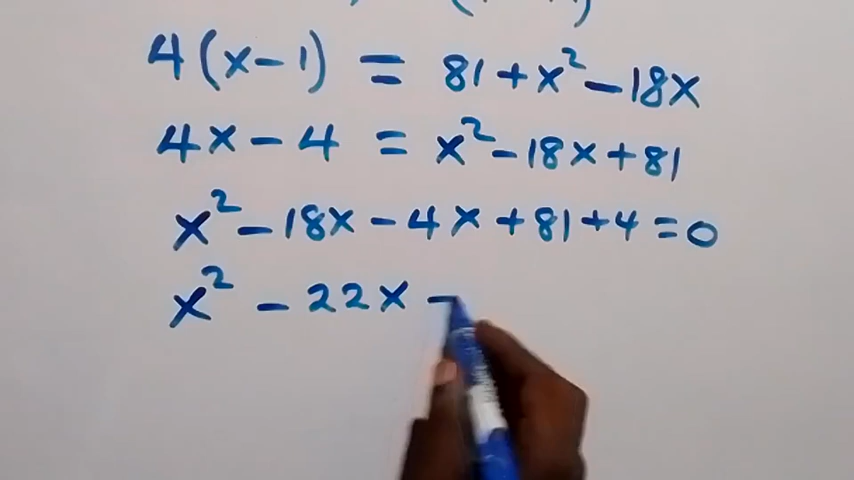 4(x-1) = 81+x²-18x
4x-4 = x²-18x+81
x²-18x-4x+81+4=0
x²-22x -